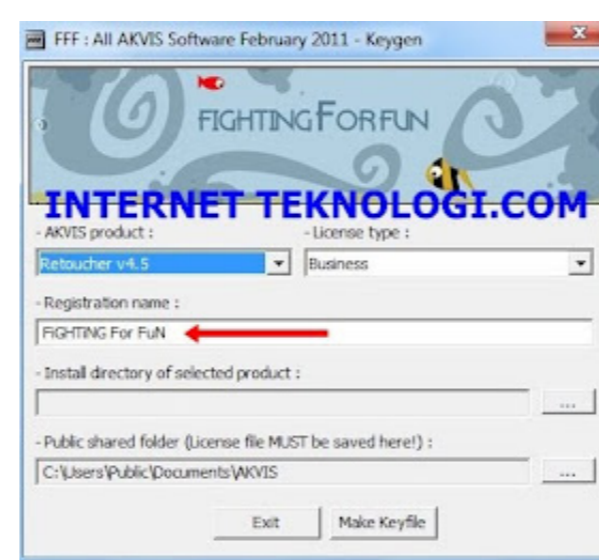 FFF : All AKVIS Software February 2011 - Keygen
FIGHTINGFORFUN
INTERNET TEKNOLOGI.COM
- AKVIS product :
- License type :
Retoucher v4.5
Business
- Registration name :
FiGHTiNG For FuN
- Install directory of selected product :
...
- Public shared folder (License file MUST be saved here!) :
C:\Users\Public\Documents\AKVIS
...
Exit
Make Keyfile